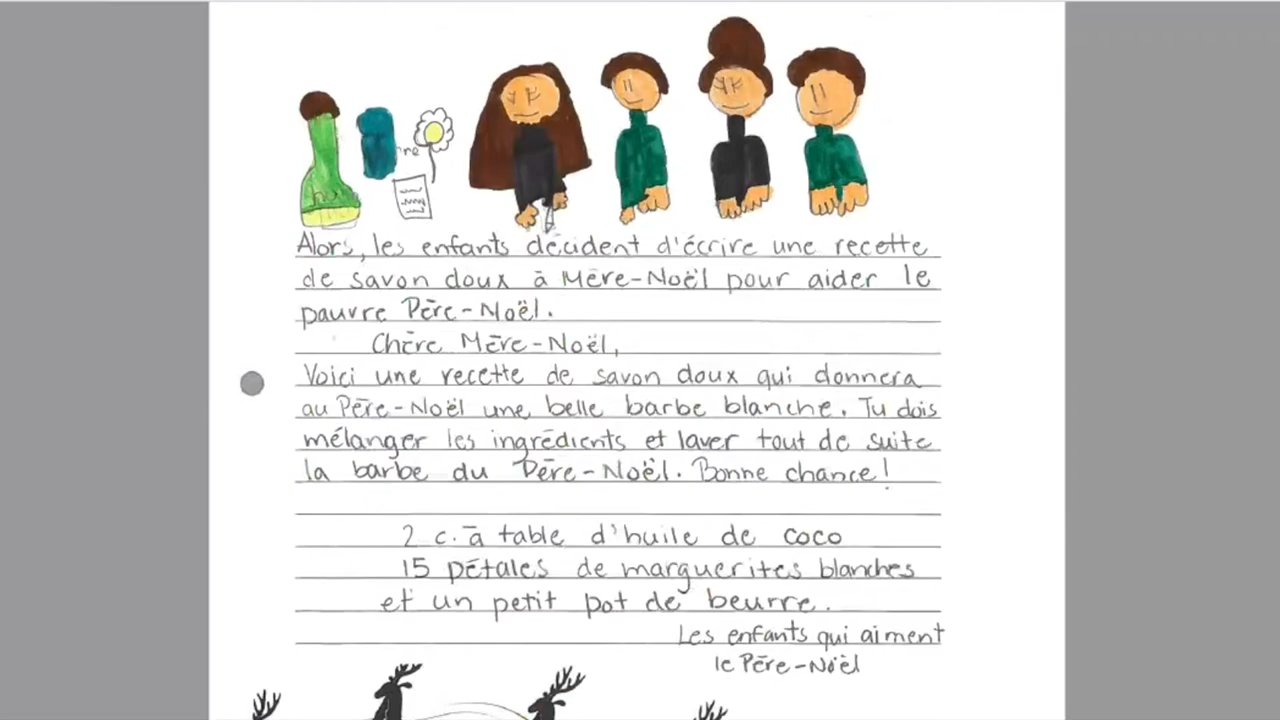 Alors, les enfants décident d'écrire une recette
de savon doux à Mère-Noël pour aider le
pauvre Père-Noël.
Chère Mère-Noël,
Voici une recette de savon doux qui donnera
au Père-Noël une belle barbe blanche. Tu dois
mélanger les ingrédients et laver tout de suite
la barbe du Père-Noël. Bonne chance!
2 c. à table d'huile de coco
15 pétales de marguerites blanches
et un petit pot de beurre.
Les enfants qui aiment
le Père-Noël